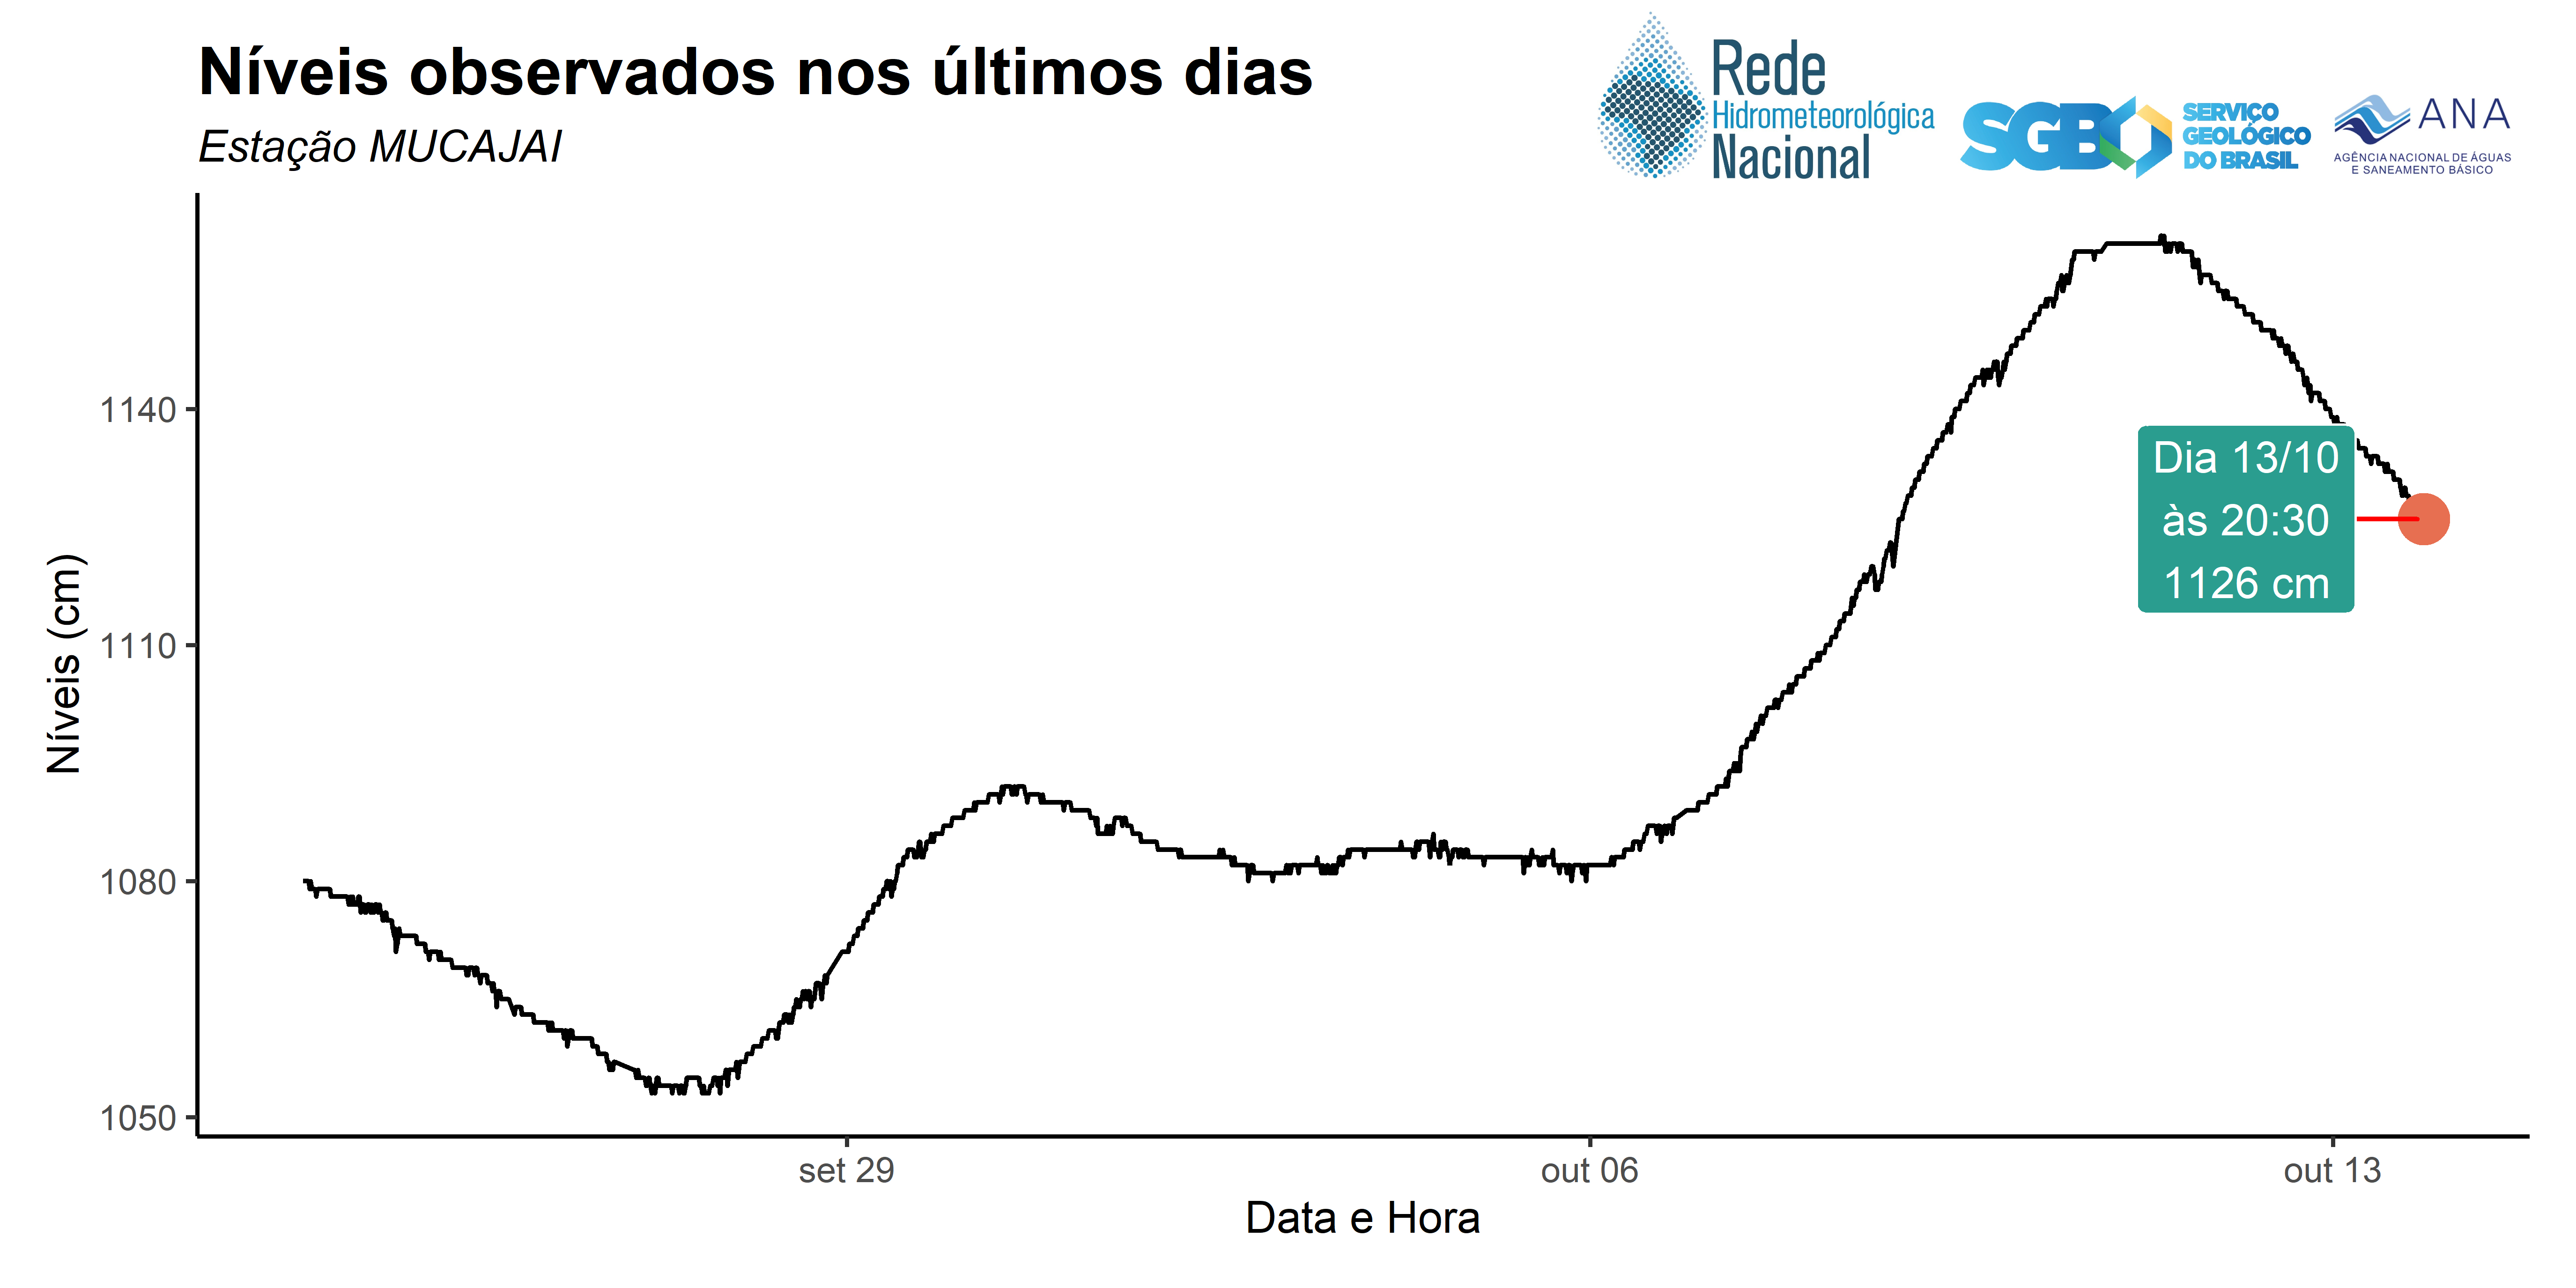 Níveis observados nos últimos dias
Estação MUCAJAI
Rede
Hidrometeorológica
Nacional
SGB
SERVIÇO
GEOLÓGICO
DO BRASIL
ANA
AGÊNCIA NACIONAL DE ÁGUAS
E SANEAMENTO BÁSICO
Níveis (cm)
1140
1110
1080
1050
Dia 13/10
às 20:30
1126 cm
set 29
out 06
out 13
Data e Hora